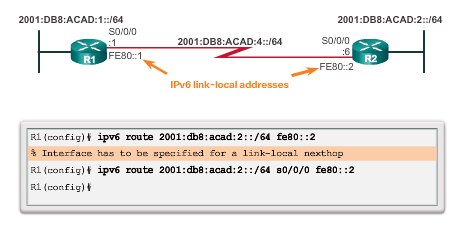 2001:DB8:ACAD:1::/64
2001:DB8:ACAD:2::/64
S0/0/0
:1
2001:DB8:ACAD:4::/64
S0/0/0
:6
R1
FE80::1
R2
FE80::2
IPv6 link-local addresses
R1(config)# ipv6 route 2001:db8:acad:2::/64 fe80::2
% Interface has to be specified for a link-local nexthop
R1(config)# ipv6 route 2001:db8:acad:2::/64 s0/0/0 fe80::2
R1(config)#